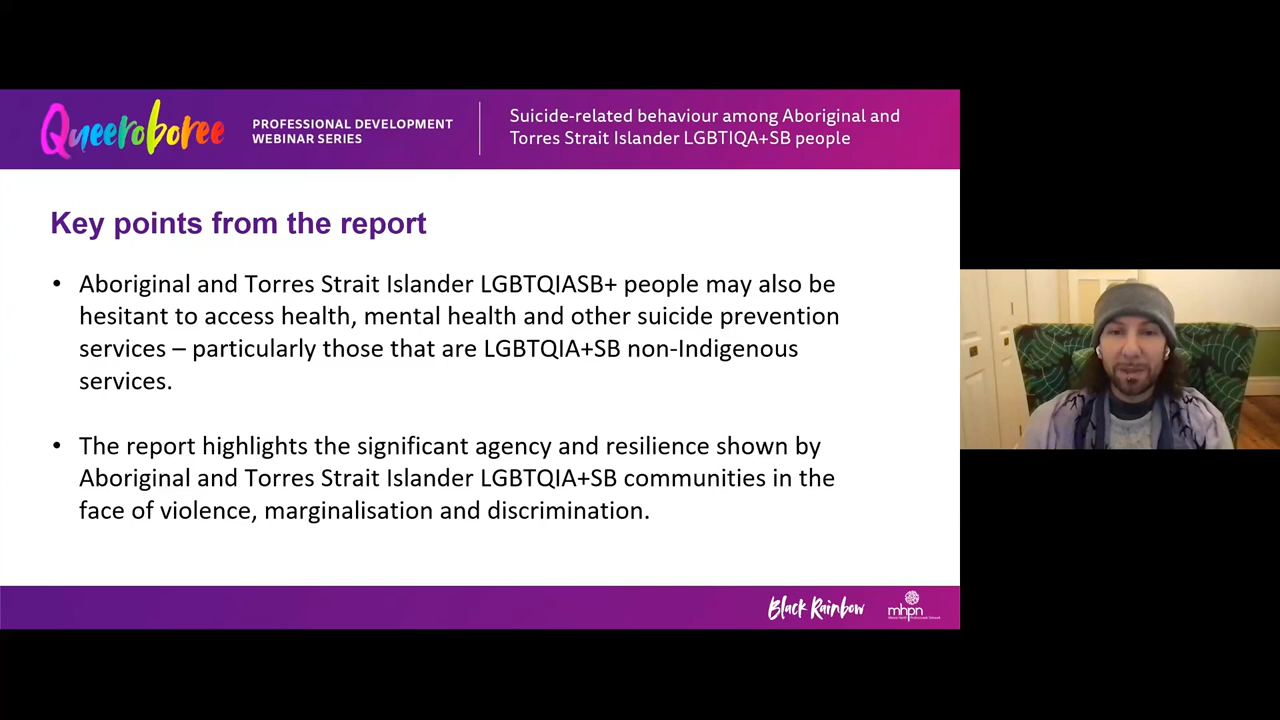 Queeroboree
PROFESSIONAL DEVELOPMENT
WEBINAR SERIES
Suicide-related behaviour among Aboriginal and
Torres Strait Islander LGBTIQA+SB people
Key points from the report
• Aboriginal and Torres Strait Islander LGBTQIASB+ people may also be
hesitant to access health, mental health and other suicide prevention
services – particularly those that are LGBTQIA+SB non-Indigenous
services.
• The report highlights the significant agency and resilience shown by
Aboriginal and Torres Strait Islander LGBTQIA+SB communities in the
face of violence, marginalisation and discrimination.
Black Rainbow
mhpn
Mental Health Professionals' Network